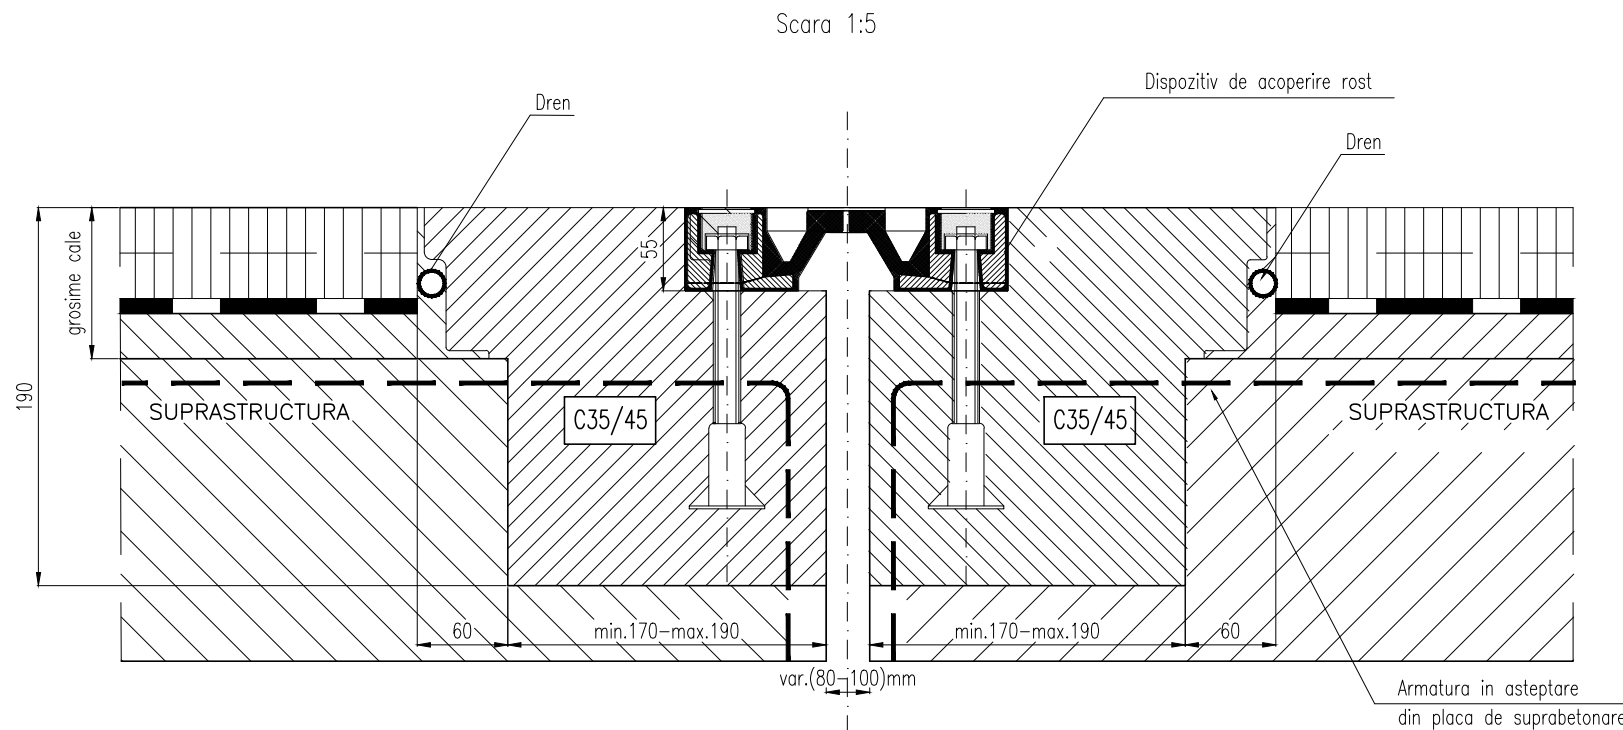 Scara 1:5
Dispozitiv de acoperire rost
Dren
Dren
grosime cale
55
190
SUPRASTRUCTURA
C35/45
C35/45
SUPRASTRUCTURA
60
min.170-max.190
min.170-max.190
60
var.(80-100)mm
Armatura in asteptare
din placa de suprabetonare